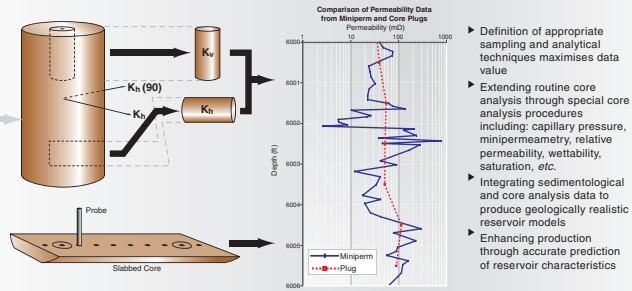 Kv
Kh (90)
Kh
Kh
Probe
Slabbed Core
Comparison of Permeability Data
from Miniperm and Core Plugs
Permeability (mD)
1 10 100 1000
Depth (ft)
6000
6001
6002
6003
6004
6005
6006
Miniperm
Plug
Definition of appropriate
sampling and analytical
techniques maximises data
value
Extending routine core
analysis through special core
analysis procedures
including: capillary pressure,
minipermeametry, relative
permeability, wettability,
saturation, etc.
Integrating sedimentological
and core analysis data to
produce geologically realistic
reservoir models
Enhancing production
through accurate prediction
of reservoir characteristics